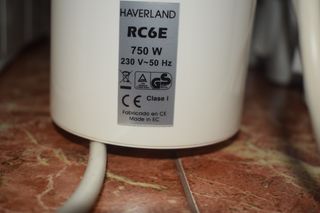 HAVERLAND
RC6E
750 W
230 V~50 Hz
CE Clase I
Fabricado en CE
Made in EC